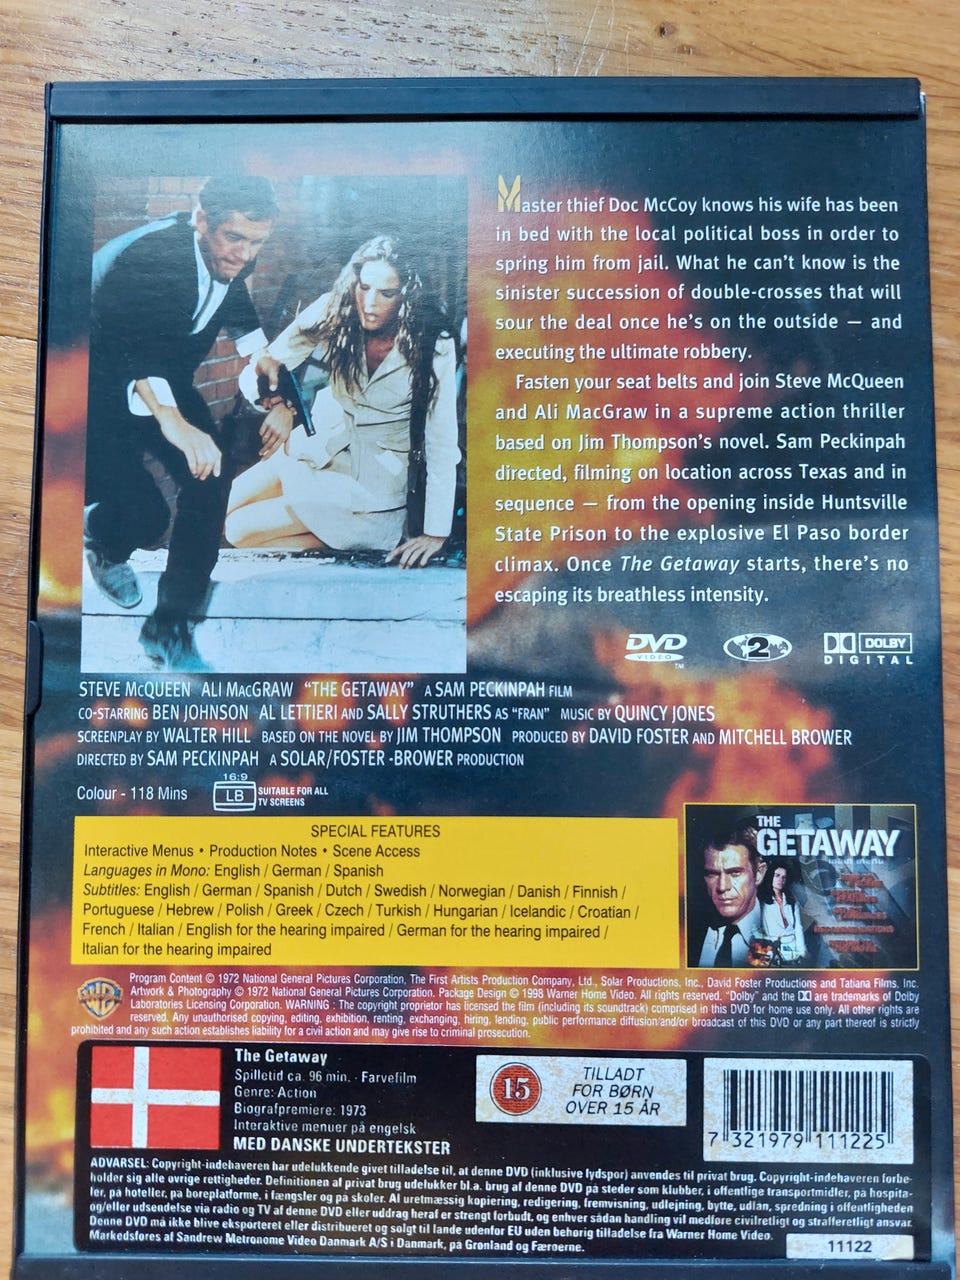 Master thief Doc McCoy knows his wife has been
in bed with the local political boss in order to
spring him from jail. What he can't know is the
sinister succession of double-crosses that will
sour the deal once he's on the outside — and
executing the ultimate robbery.
Fasten your seat belts and join Steve McQueen
and Ali MacGraw in a supreme action thriller
based on Jim Thompson's novel. Sam Peckinpah
directed, filming on location across Texas and in
sequence — from the opening inside Huntsville
State Prison to the explosive El Paso border
climax. Once The Getaway starts, there's no
escaping its breathless intensity.
DVD VIDEO ™
2
DOLBY DIGITAL
STEVE McQUEEN ALI MacGRAW "THE GETAWAY" A SAM PECKINPAH FILM
CO-STARRING BEN JOHNSON AL LETTIERI AND SALLY STRUTHERS AS "FRAN" MUSIC BY QUINCY JONES
SCREENPLAY BY WALTER HILL BASED ON THE NOVEL BY JIM THOMPSON PRODUCED BY DAVID FOSTER AND MITCHELL BROWER
DIRECTED BY SAM PECKINPAH A SOLAR/FOSTER -BROWER PRODUCTION
Colour - 118 Mins
16:9
LB
SUITABLE FOR ALL
TV SCREENS
SPECIAL FEATURES
Interactive Menus • Production Notes • Scene Access
Languages in Mono: English / German / Spanish
Subtitles: English / German / Spanish / Dutch / Swedish / Norwegian / Danish / Finnish /
Portuguese / Hebrew / Polish / Greek / Czech / Turkish / Hungarian / Icelandic / Croatian /
French / Italian / English for the hearing impaired / German for the hearing impaired /
Italian for the hearing impaired
THE
GETAWAY
main menu
WB
Program Content © 1972 National General Pictures Corporation, The First Artists Production Company, Ltd., Solar Productions, Inc., David Foster Productions and Tatiana Films, Inc.
Artwork & Photography © 1972 National General Pictures Corporation. Package Design © 1998 Warner Home Video. All rights reserved. "Dolby" and the DD are trademarks of Dolby
Laboratories Licensing Corporation. WARNING : The copyright proprietor has licensed the film (including its soundtrack) comprised in this DVD for home use only. All other rights are
reserved. Any unauthorised copying, editing, exhibition, renting, exchanging, hiring, lending, public performance diffusion/and/or broadcast of this DVD or any part thereof is strictly
prohibited and any such action establishes liability for a civil action and may give rise to criminal prosecution.
The Getaway
Spilletid ca. 96 min. - Farvefilm
Genre: Action
Biografpremiere: 1973
Interaktive menuer på engelsk
MED DANSKE UNDERTEKSTER
15
TILLADT
FOR BØRN
OVER 15 ÅR
7 321979 111225
ADVARSEL: Copyright-indehaveren har udelukkende givet tilladelse til, at denne DVD (inklusive lydspor) anvendes til privat brug. Copyright-indehaveren forbe-
holder sig alle øvrige rettigheder. Definitionen af privat brug udelukker bl.a. brug af denne DVD på steder som klubber, i offentlige transportmidler, på hospita-
ler, på hoteller, på boreplatforme, i fængsler og på skoler. Al uretmæssig kopiering, redigering, fremvisning, udlejning, bytte, udlan, spredning i offentligheden
og/eller udsendelse via radio og TV af denne DVD eller uddrag heraf er strengt forbudt, og enhver sådan handling vil medføre civilretligt og strafferetligt ansvar.
Denne DVD må ikke blive eksporteret eller distribueret og solgt til lande udenfor EU uden behørig tilladelse fra Warner Home Video.
Markedsføres af Sandrew Metronome Video Danmark A/S i Danmark, på Grønland og Færøerne.
11122